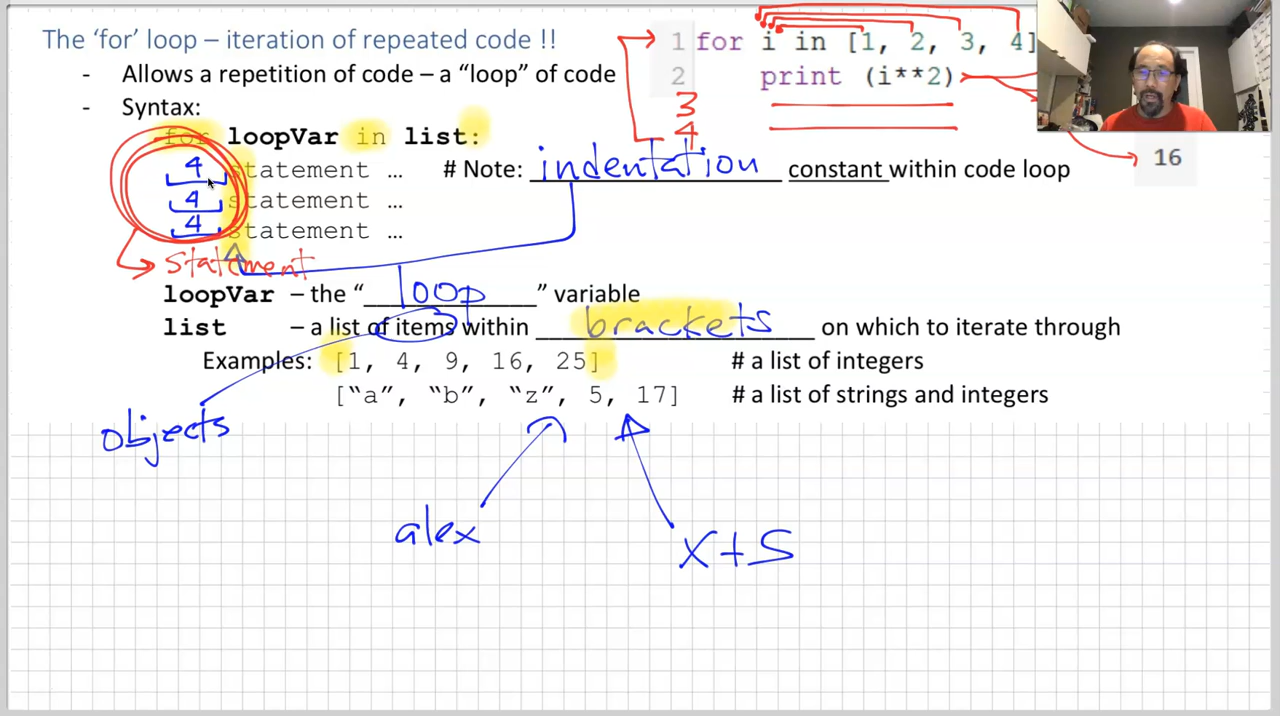 The ‘for’ loop – iteration of repeated code !!
- Allows a repetition of code – a “loop” of code
- Syntax:
for loopVar in list:
4 statement … # Note: indentation constant within code loop
4 statement …
4 statement …
statement
loopVar – the “loop” variable
list – a list of items within brackets on which to iterate through
Examples: [1, 4, 9, 16, 25] # a list of integers
[“a”, “b”, “z”, 5, 17] # a list of strings and integers
objects
alex
x+5
1 for i in [1, 2, 3, 4]
2 print (i**2)
3
4
16